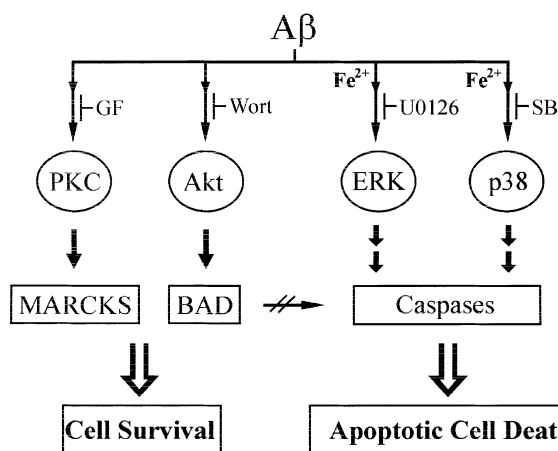 Aβ
Fe²⁺ Fe²⁺
GF Wort U0126 SB
PKC Akt ERK p38
MARCKS BAD Caspases
Cell Survival Apoptotic Cell Deat